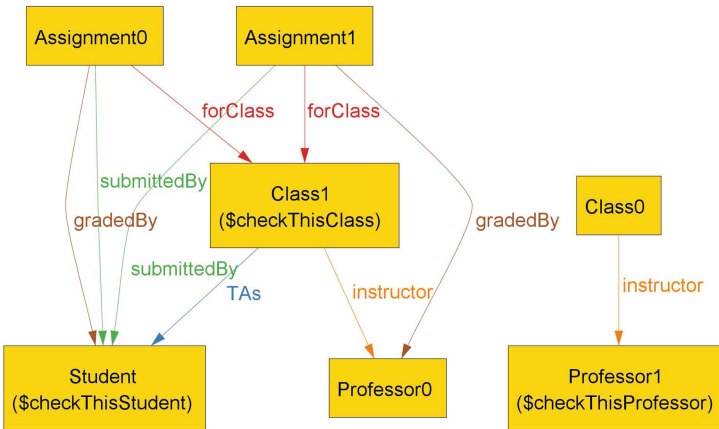 Assignment0
Assignment1
forClass
forClass
submittedBy
Class1
($checkThisClass)
Class0
gradedBy
gradedBy
submittedBy
TAs
instructor
instructor
Student
($checkThisStudent)
Professor0
Professor1
($checkThisProfessor)